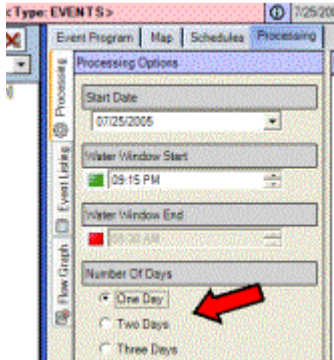 <Type: EVENTS>
7/25/20
Event Program Map Schedules Processing
Processing
Event Listing
Flow Graph
Processing Options
Start Date
07/25/2005
Water Window Start
09:15 PM
Water Window End
Number Of Days
One Day
Two Days
Three Days